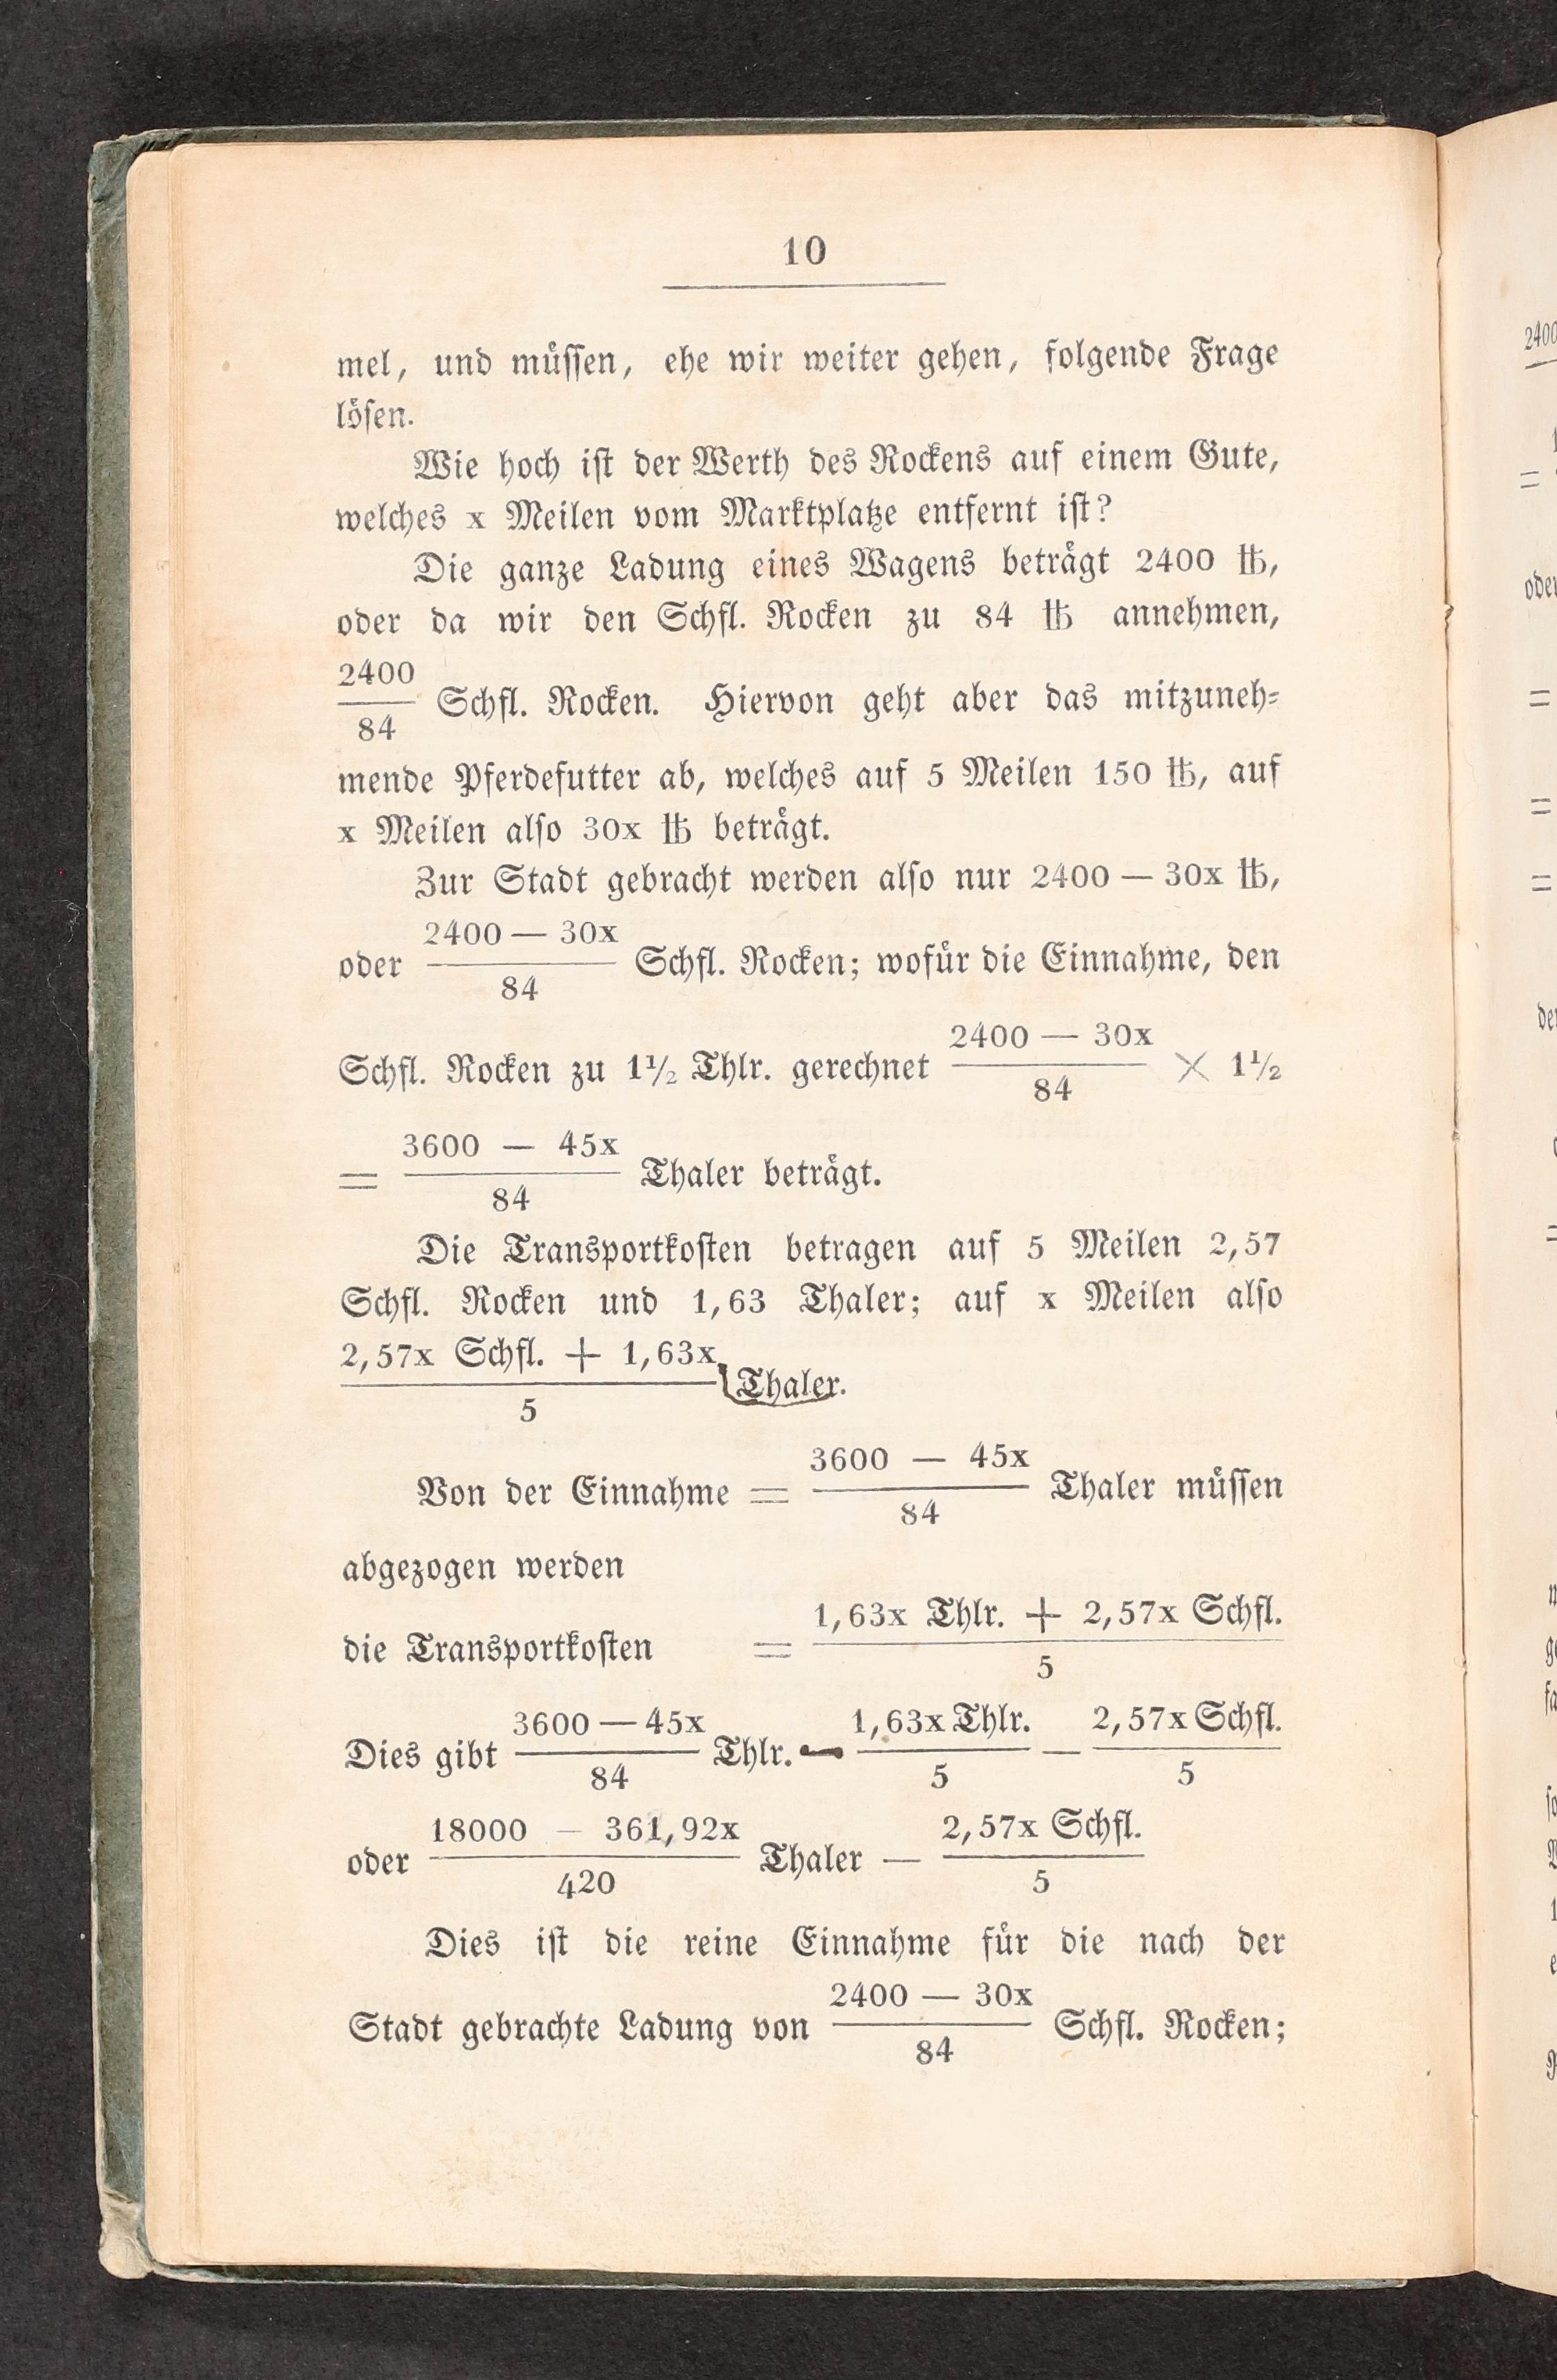 10
mel, und müssen, ehe wir weiter gehen, folgende Frage
lösen.
Wie hoch ist der Werth des Rockens auf einem Gute,
welches x Meilen vom Marktplatze entfernt ist?
Die ganze Ladung eines Wagens beträgt 2400 ℔,
oder da wir den Schfl. Rocken zu 84 ℔ annehmen,
2400/84 Schfl. Rocken. Hiervon geht aber das mitzuneh-
mende Pferdefutter ab, welches auf 5 Meilen 150 ℔, auf
x Meilen also 30x ℔ beträgt.
Zur Stadt gebracht werden also nur 2400 — 30x ℔,
oder (2400 — 30x)/84 Schfl. Rocken; wofür die Einnahme, den
Schfl. Rocken zu 1½ Thlr. gerechnet (2400 — 30x)/84 × 1½
= (3600 — 45x)/84 Thaler beträgt.
Die Transportkosten betragen auf 5 Meilen 2,57
Schfl. Rocken und 1,63 Thaler; auf x Meilen also
(2,57x Schfl. + 1,63x)/5 Thaler.
Von der Einnahme = (3600 — 45x)/84 Thaler müssen
abgezogen werden
die Transportkosten = (1,63x Thlr. + 2,57x Schfl.)/5
Dies gibt (3600 — 45x)/84 Thlr. — 1,63x Thlr./5 — 2,57x Schfl./5
oder (18000 — 361,92x)/420 Thaler — 2,57x Schfl./5
Dies ist die reine Einnahme für die nach der
Stadt gebrachte Ladung von (2400 — 30x)/84 Schfl. Rocken;